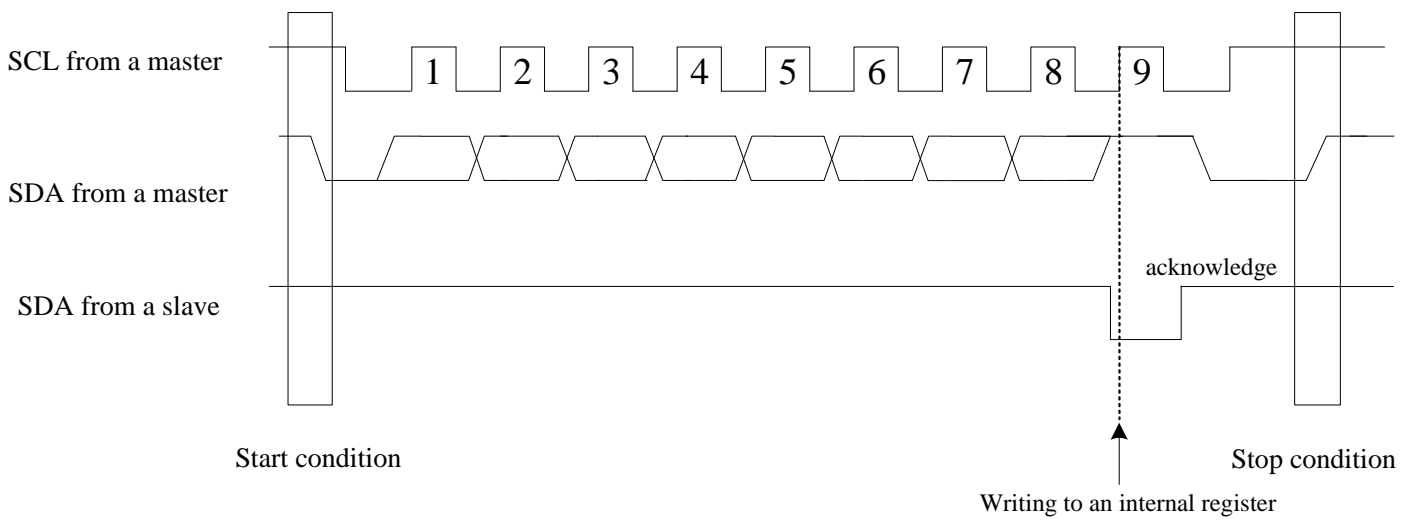 SCL from a master
1 2 3 4 5 6 7 8 9
SDA from a master
acknowledge
SDA from a slave
Start condition
Stop condition
Writing to an internal register